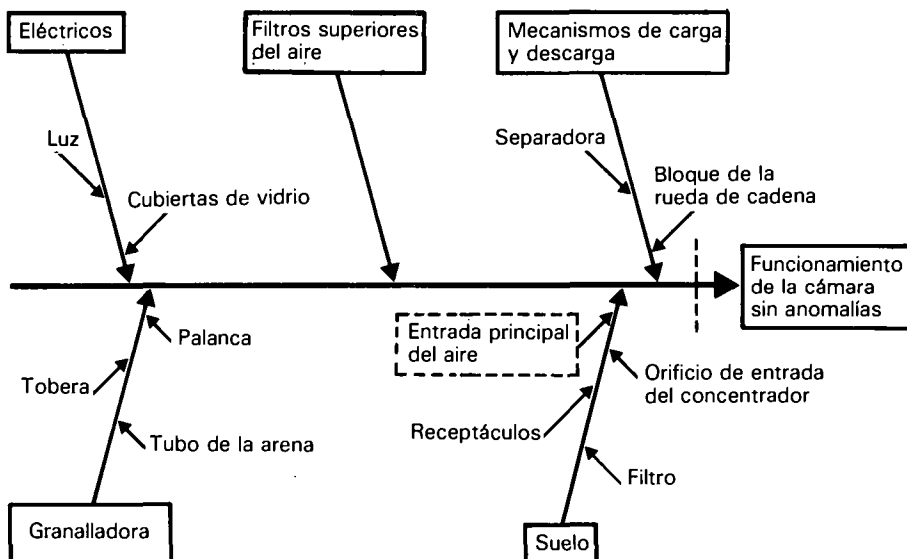 Eléctricos
Filtros superiores
del aire
Mecanismos de carga
y descarga
Luz
Separadora
Cubiertas de vidrio
Bloque de la
rueda de cadena
Funcionamiento
de la cámara
sin anomalías
Palanca
Entrada principal
del aire
Tobera
Orificio de entrada
del concentrador
Receptáculos
Tubo de la arena
Filtro
Granalladora
Suelo